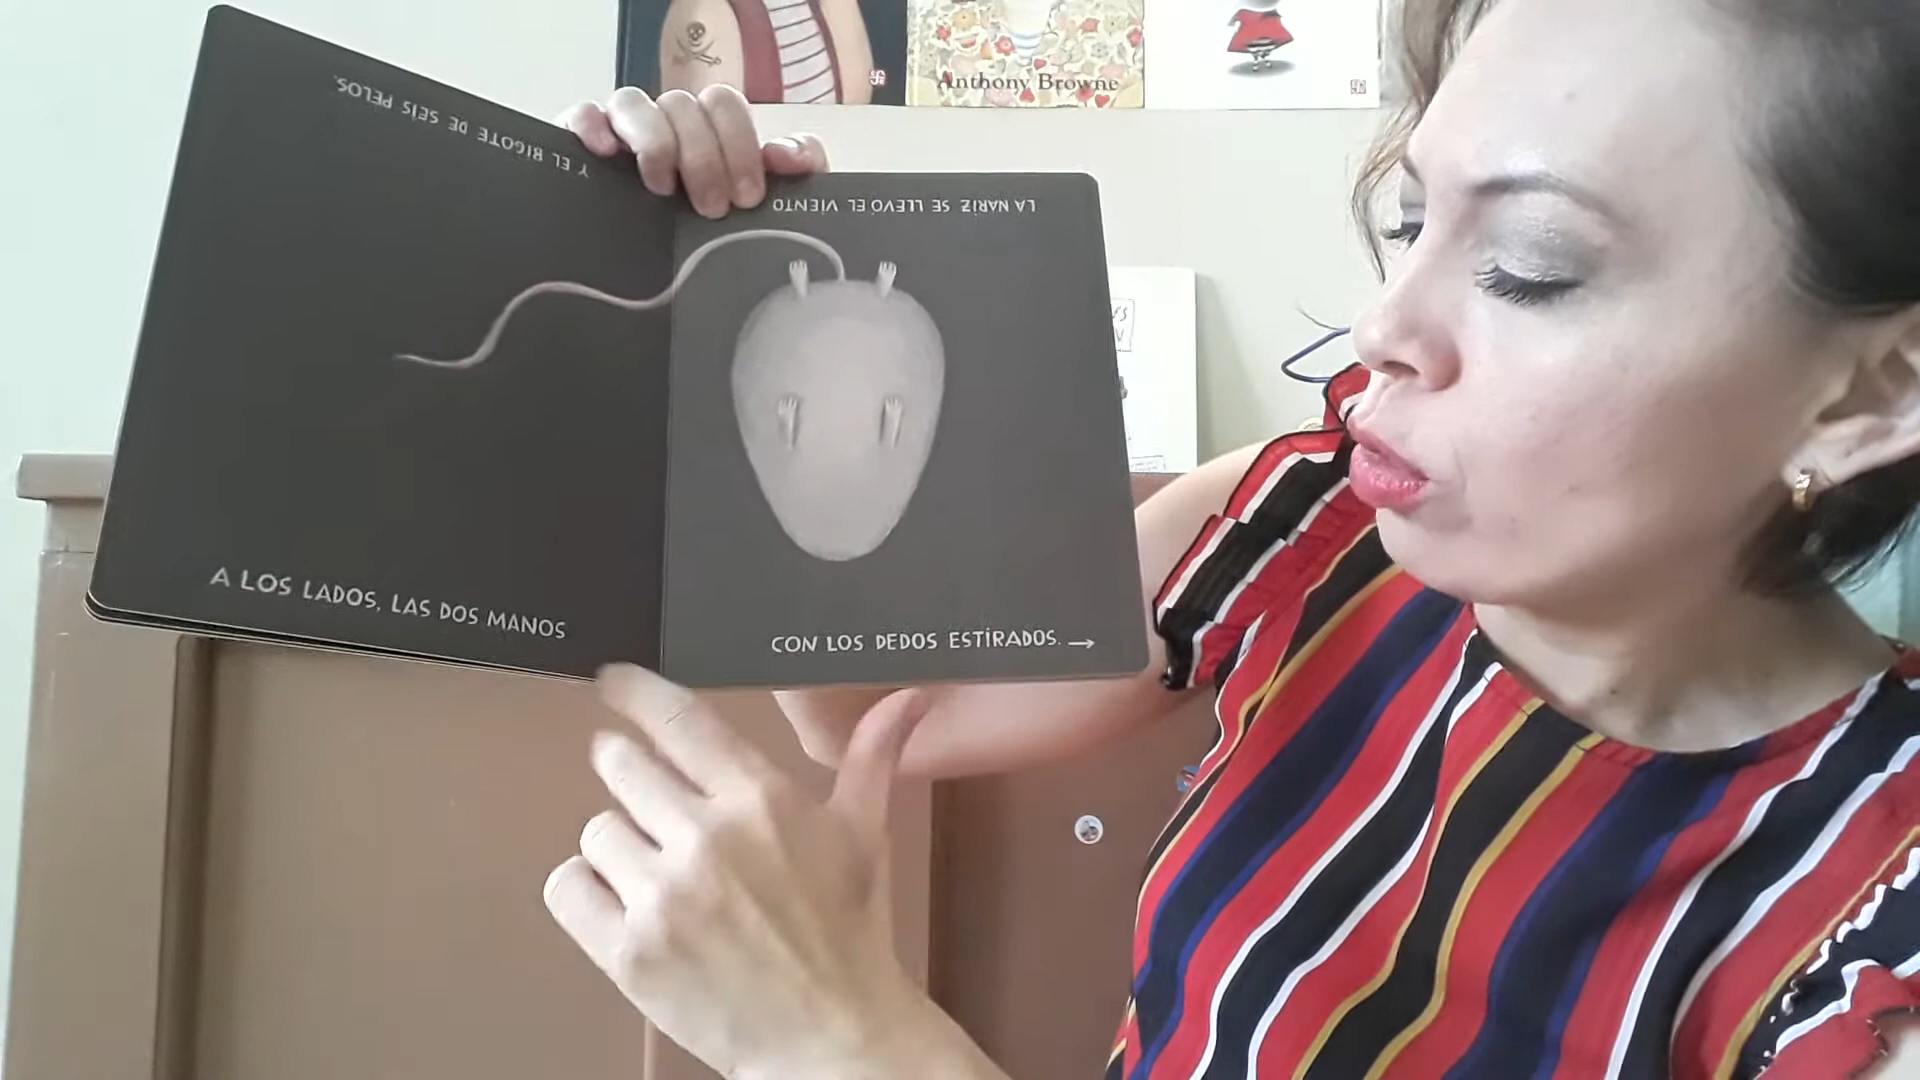 Anthony Browne
Y EL BIGOTE DE SEIS PELOS.
LA NARIZ SE LLEVÓ EL VIENTO
A LOS LADOS, LAS DOS MANOS
CON LOS DEDOS ESTIRADOS. →